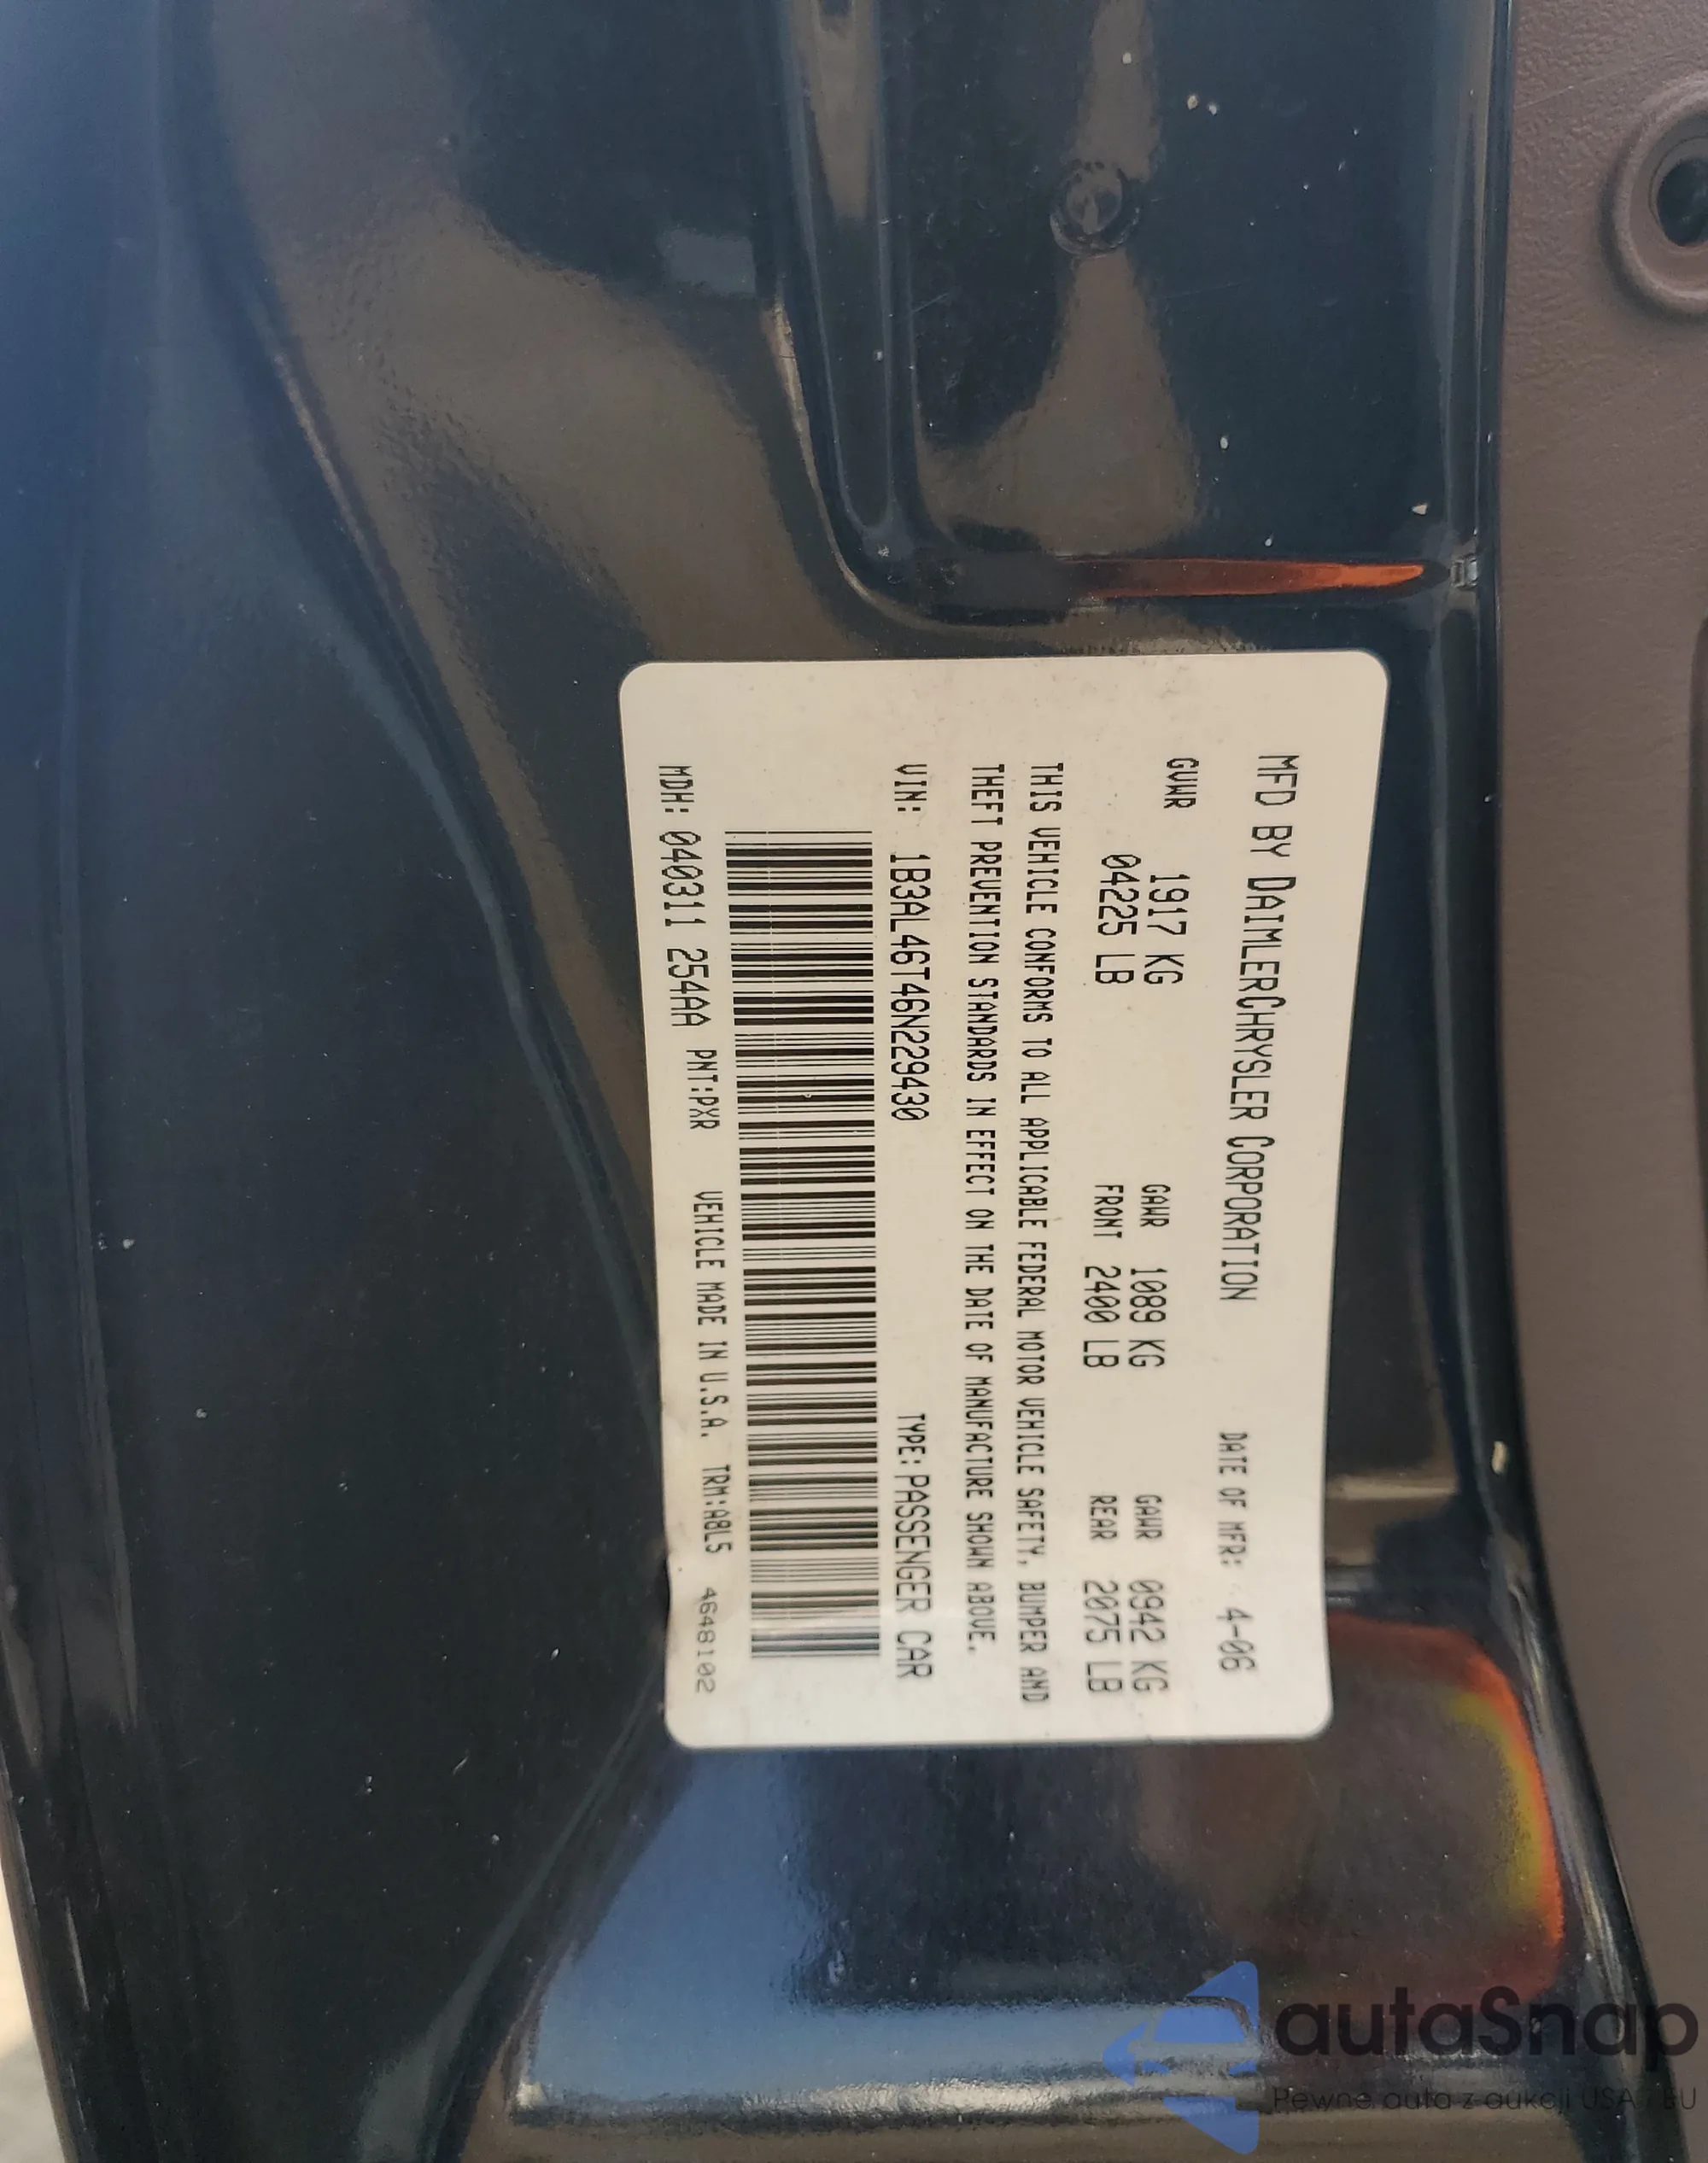 MFD BY DAIMLERCHRYSLER CORPORATION DATE OF MFR: 4-06
GVWR 1917 KG GAWR 1089 KG GAWR 0942 KG
04225 LB FRONT 2400 LB REAR 2075 LB
THIS VEHICLE CONFORMS TO ALL APPLICABLE FEDERAL MOTOR VEHICLE SAFETY, BUMPER AND
THEFT PREVENTION STANDARDS IN EFFECT ON THE DATE OF MANUFACTURE SHOWN ABOVE.
VIN: 1B3AL46T46N229430 TYPE: PASSENGER CAR
MDH: 040311 254AA PNT:PXR VEHICLE MADE IN U.S.A. TRM:ABL5 4648102
autaSnap
Pewne auta z aukcji USA EU